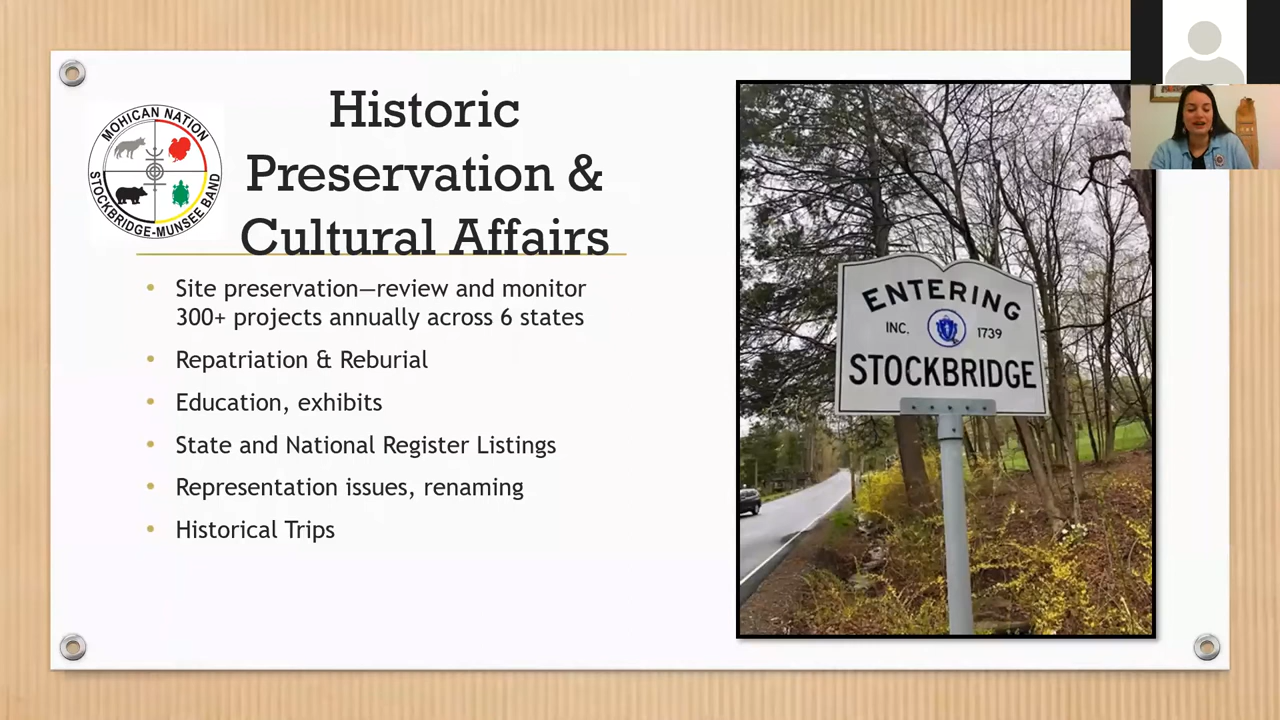 MOHICAN NATION
STOCKBRIDGE-MUNSEE BAND
Historic
Preservation &
Cultural Affairs
• Site preservation—review and monitor
300+ projects annually across 6 states
• Repatriation & Reburial
• Education, exhibits
• State and National Register Listings
• Representation issues, renaming
• Historical Trips
ENTERING
INC. 1739
STOCKBRIDGE